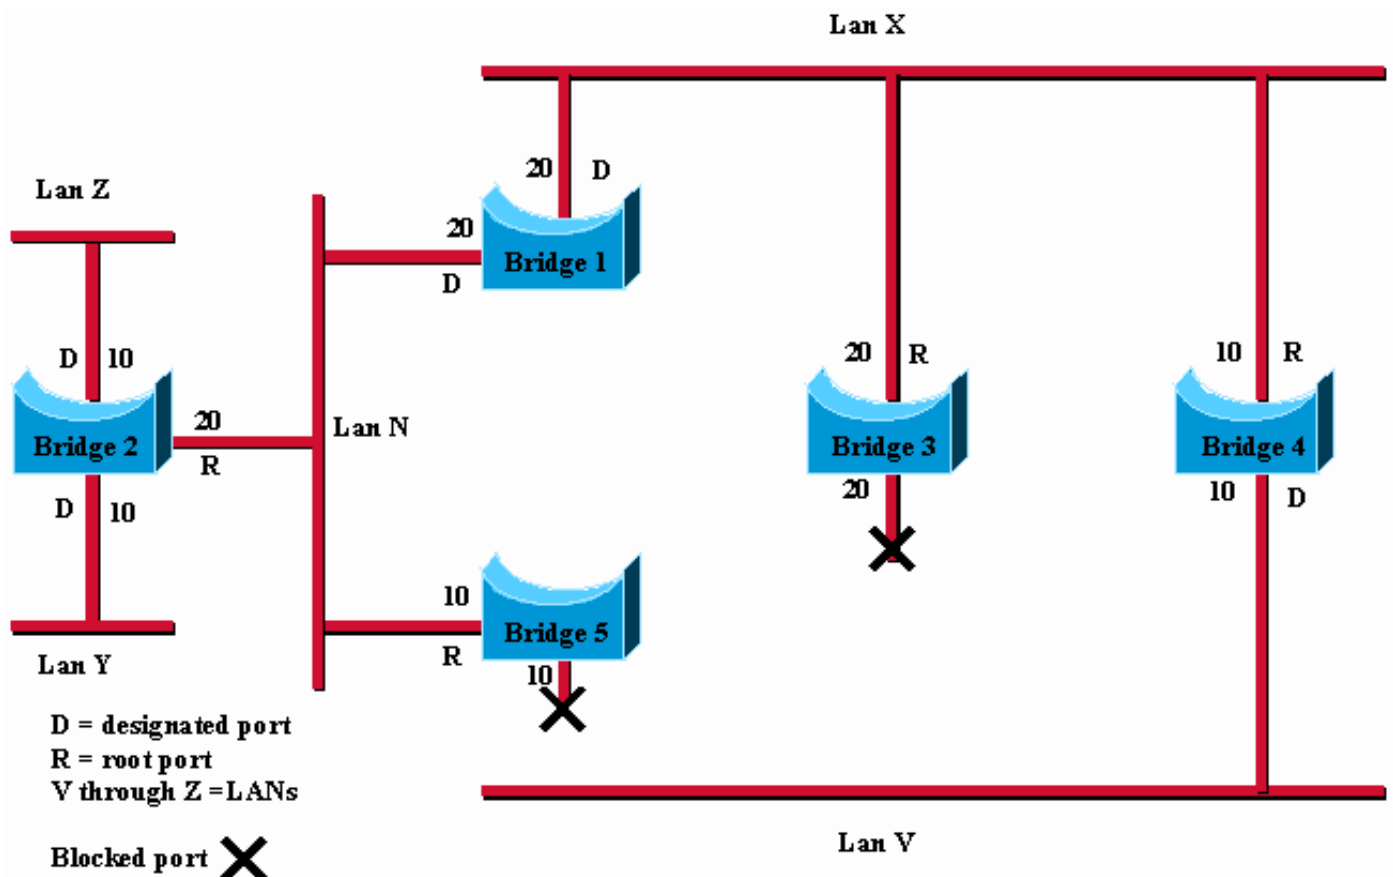 Lan X
20 D
Lan Z
20
Bridge 1
D
D 10
20 R
10 R
20
Lan N
Bridge 2
Bridge 3
Bridge 4
R
D 10
20
10 D
10
Bridge 5
R
10
Lan Y
D = designated port
R = root port
V through Z =LANs
Lan V
Blocked port